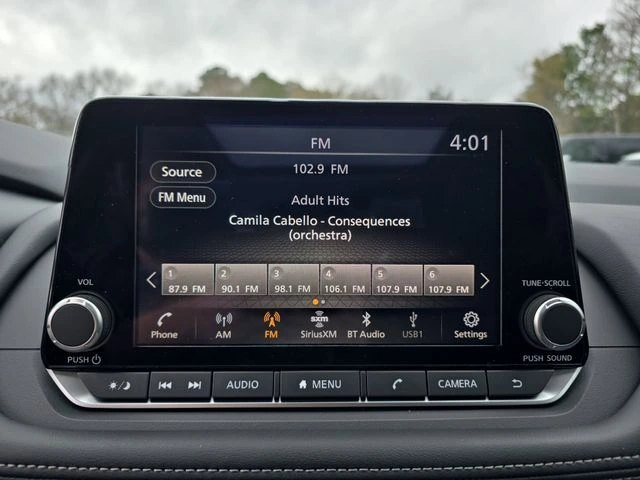 FM
4:01
Source
102.9 FM
FM Menu
Adult Hits
Camila Cabello - Consequences
(orchestra)
1 2 3 4 5 6
87.9 FM 90.1 FM 98.1 FM 106.1 FM 107.9 FM 107.9 FM
VOL
TUNE•SCROLL
sxm
Phone AM FM SiriusXM BT Audio USB1 Settings
PUSH
PUSH SOUND
AUDIO MENU CAMERA